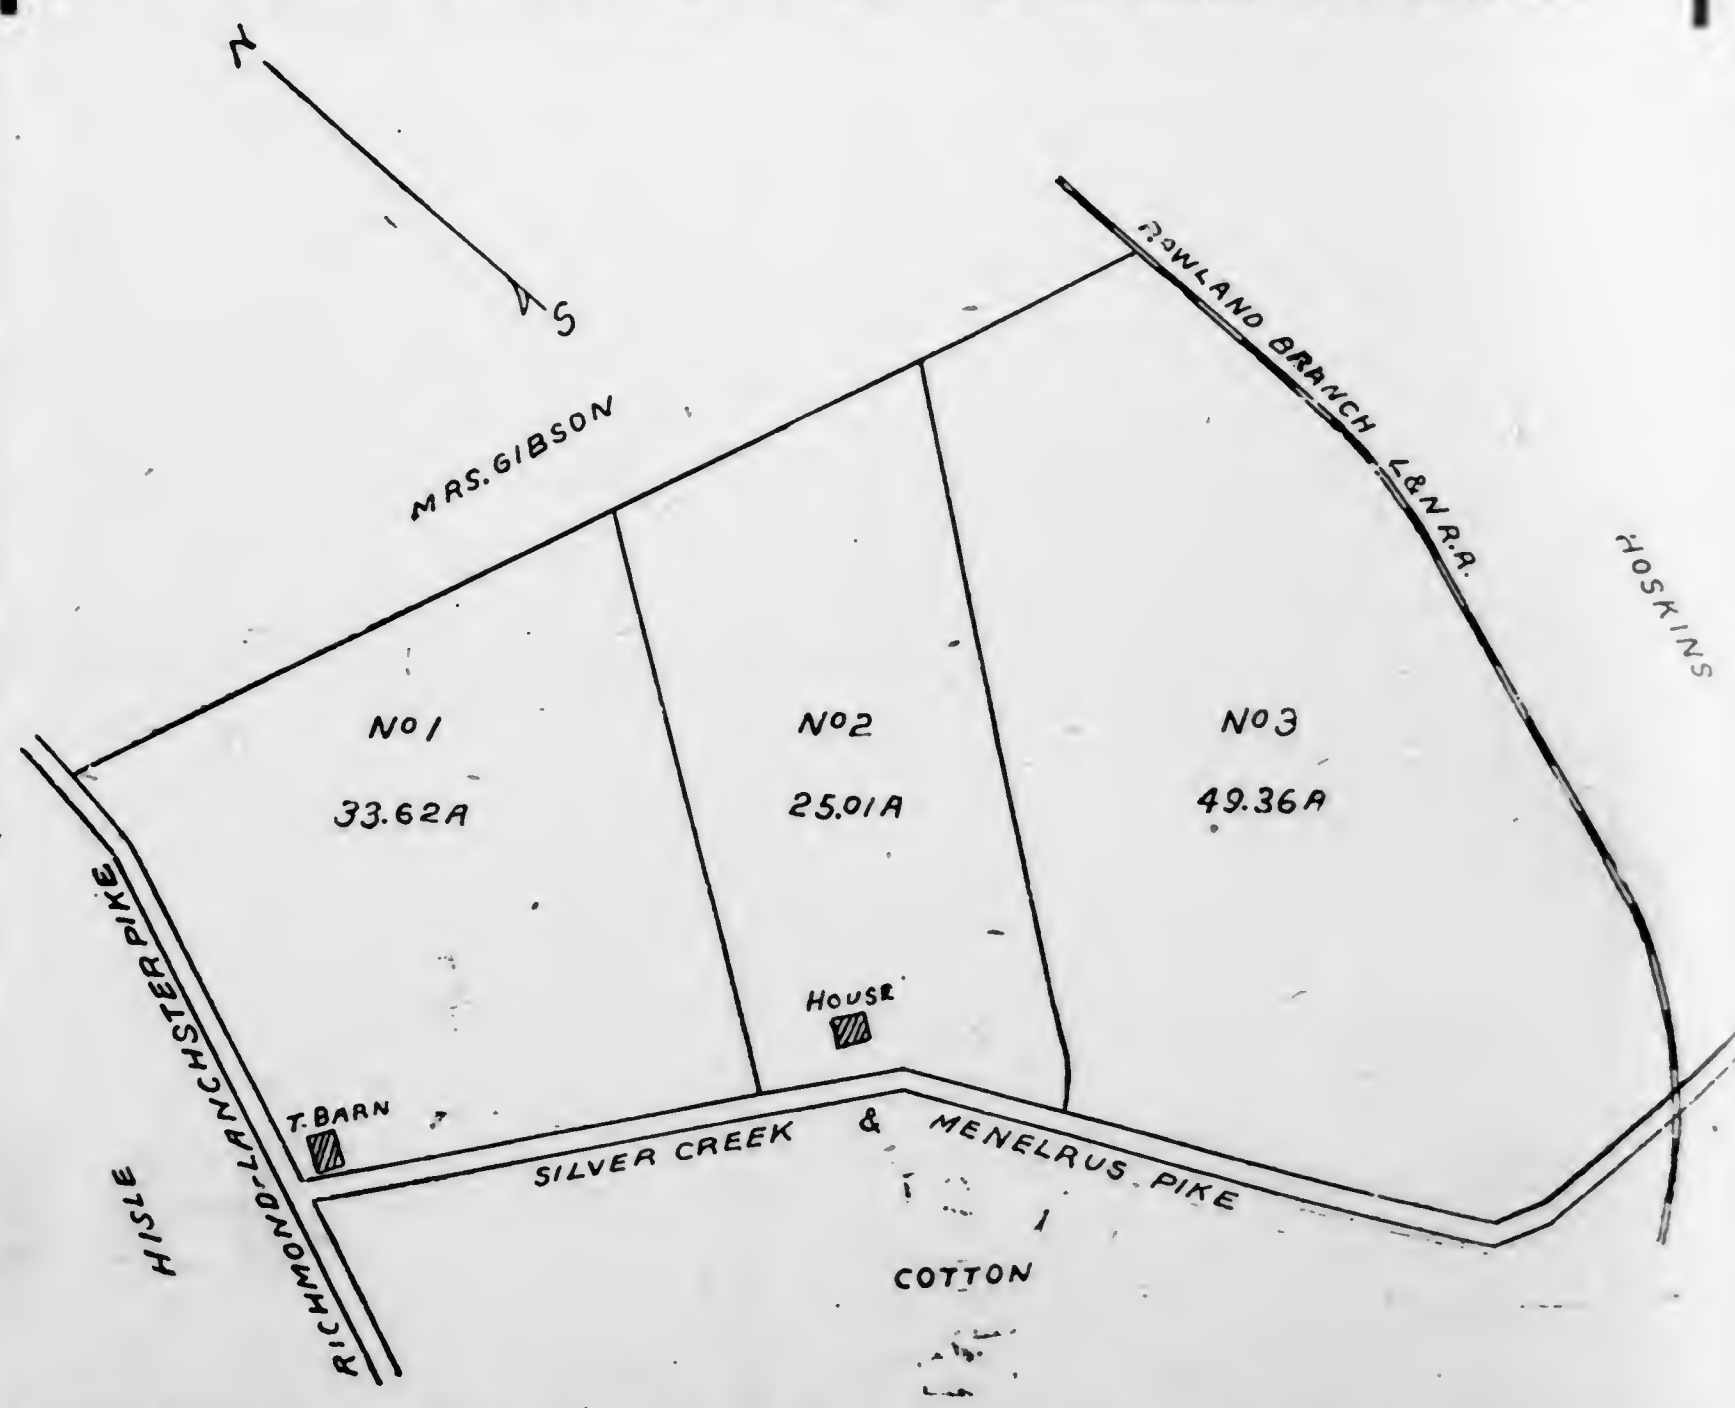 S
MRS. GIBSON
ROWLAND BRANCH L&N R.R.
HOSKINS
No 1
33.62A
No 2
25.01A
No 3
49.36A
HOUSE
T. BARN
SILVER CREEK & MENELRUS PIKE
RICHMOND-LANCHSTER PIKE
HISLE
COTTON